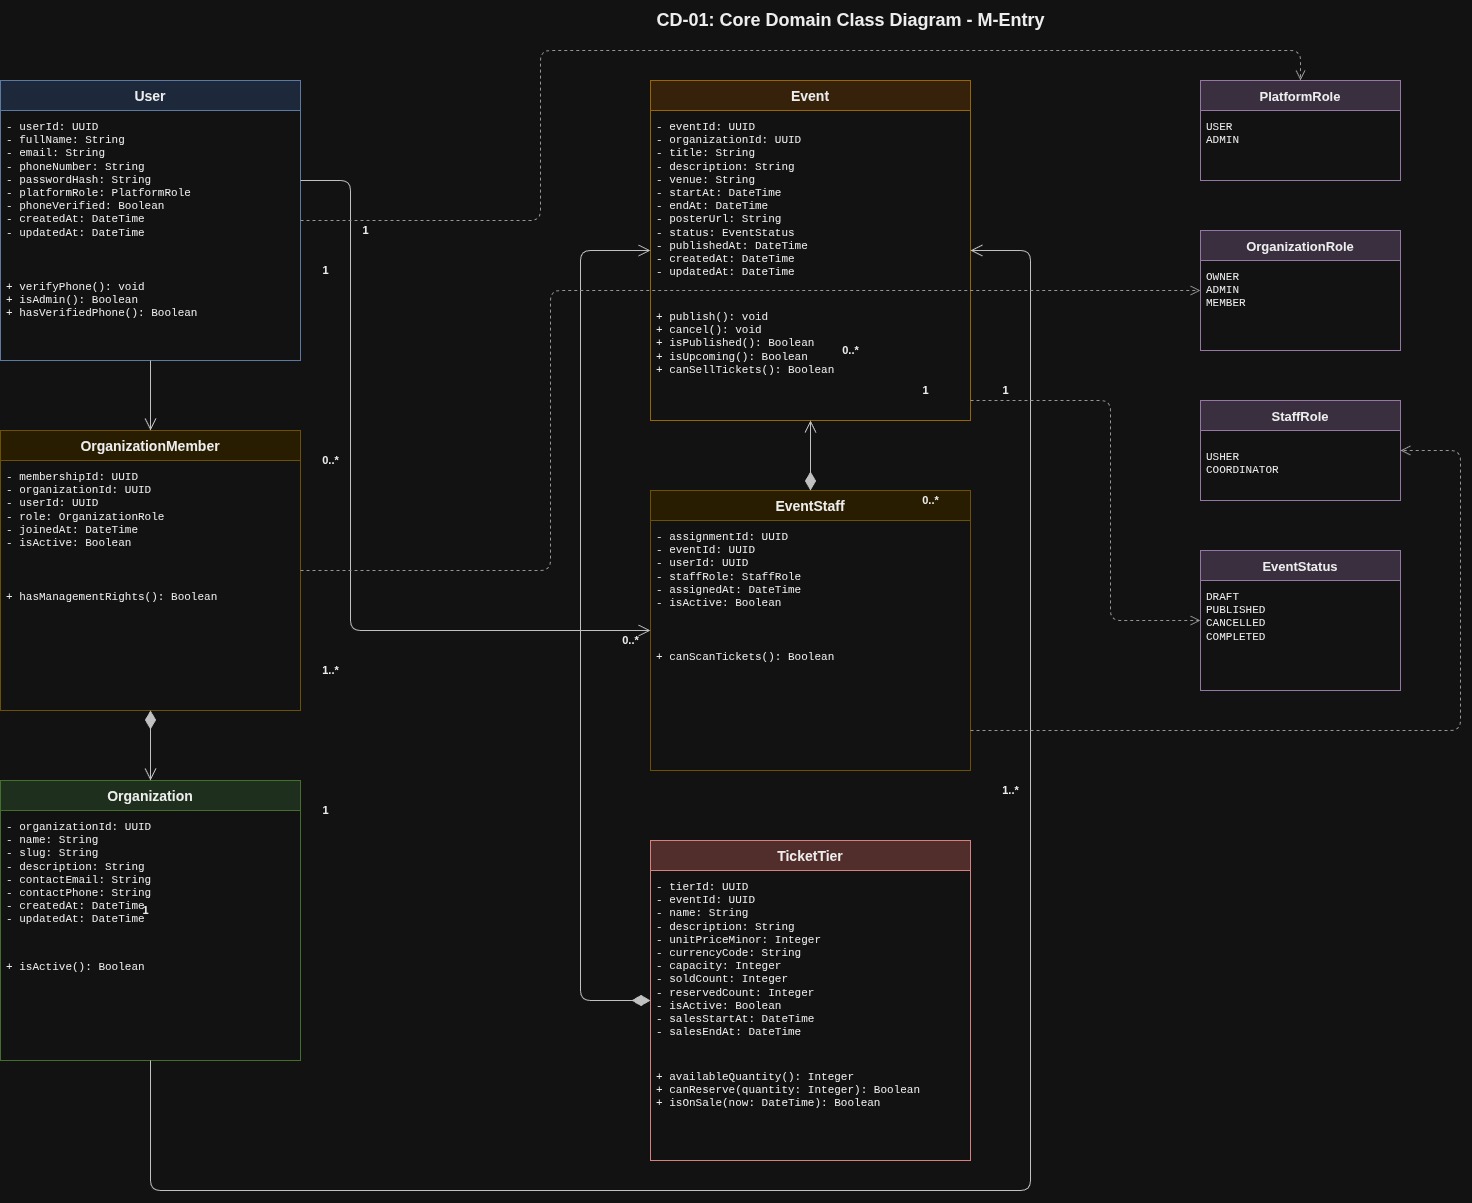 CD-01: Core Domain Class Diagram - M-Entry
User
- userId: UUID
- fullName: String
- email: String
- phoneNumber: String
- passwordHash: String
- platformRole: PlatformRole
- phoneVerified: Boolean
- createdAt: DateTime
- updatedAt: DateTime
+ verifyPhone(): void
+ isAdmin(): Boolean
+ hasVerifiedPhone(): Boolean
1
1
OrganizationMember
- membershipId: UUID
- organizationId: UUID
- userId: UUID
- role: OrganizationRole
- joinedAt: DateTime
- isActive: Boolean
+ hasManagementRights(): Boolean
0..*
1..*
Organization
- organizationId: UUID
- name: String
- slug: String
- description: String
- contactEmail: String
- contactPhone: String
- createdAt: DateTime
- updatedAt: DateTime
+ isActive(): Boolean
1
1
Event
- eventId: UUID
- organizationId: UUID
- title: String
- description: String
- venue: String
- startAt: DateTime
- endAt: DateTime
- posterUrl: String
- status: EventStatus
- publishedAt: DateTime
- createdAt: DateTime
- updatedAt: DateTime
+ publish(): void
+ cancel(): void
+ isPublished(): Boolean
+ isUpcoming(): Boolean
+ canSellTickets(): Boolean
0..*
1
1
EventStaff
0..*
- assignmentId: UUID
- eventId: UUID
- userId: UUID
- staffRole: StaffRole
- assignedAt: DateTime
- isActive: Boolean
+ canScanTickets(): Boolean
0..*
1..*
TicketTier
- tierId: UUID
- eventId: UUID
- name: String
- description: String
- unitPriceMinor: Integer
- currencyCode: String
- capacity: Integer
- soldCount: Integer
- reservedCount: Integer
- isActive: Boolean
- salesStartAt: DateTime
- salesEndAt: DateTime
+ availableQuantity(): Integer
+ canReserve(quantity: Integer): Boolean
+ isOnSale(now: DateTime): Boolean
PlatformRole
USER
ADMIN
OrganizationRole
OWNER
ADMIN
MEMBER
StaffRole
USHER
COORDINATOR
EventStatus
DRAFT
PUBLISHED
CANCELLED
COMPLETED